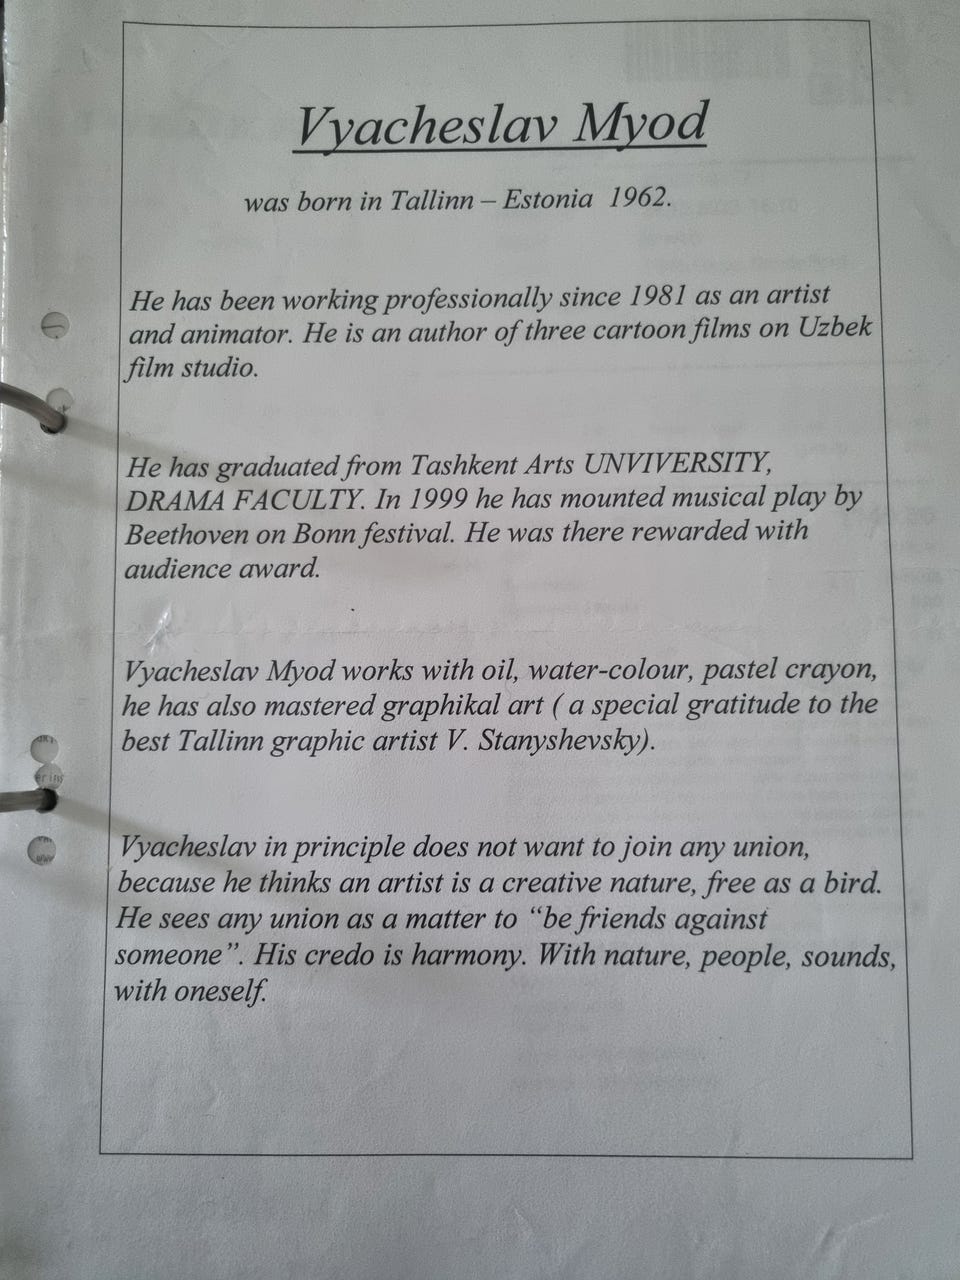 Vyacheslav Myod
was born in Tallinn – Estonia 1962.
He has been working professionally since 1981 as an artist
and animator. He is an author of three cartoon films on Uzbek
film studio.
He has graduated from Tashkent Arts UNVIVERSITY,
DRAMA FACULTY. In 1999 he has mounted musical play by
Beethoven on Bonn festival. He was there rewarded with
audience award.
Vyacheslav Myod works with oil, water-colour, pastel crayon,
he has also mastered graphikal art ( a special gratitude to the
best Tallinn graphic artist V. Stanyshevsky).
Vyacheslav in principle does not want to join any union,
because he thinks an artist is a creative nature, free as a bird.
He sees any union as a matter to “be friends against
someone”. His credo is harmony. With nature, people, sounds,
with oneself.